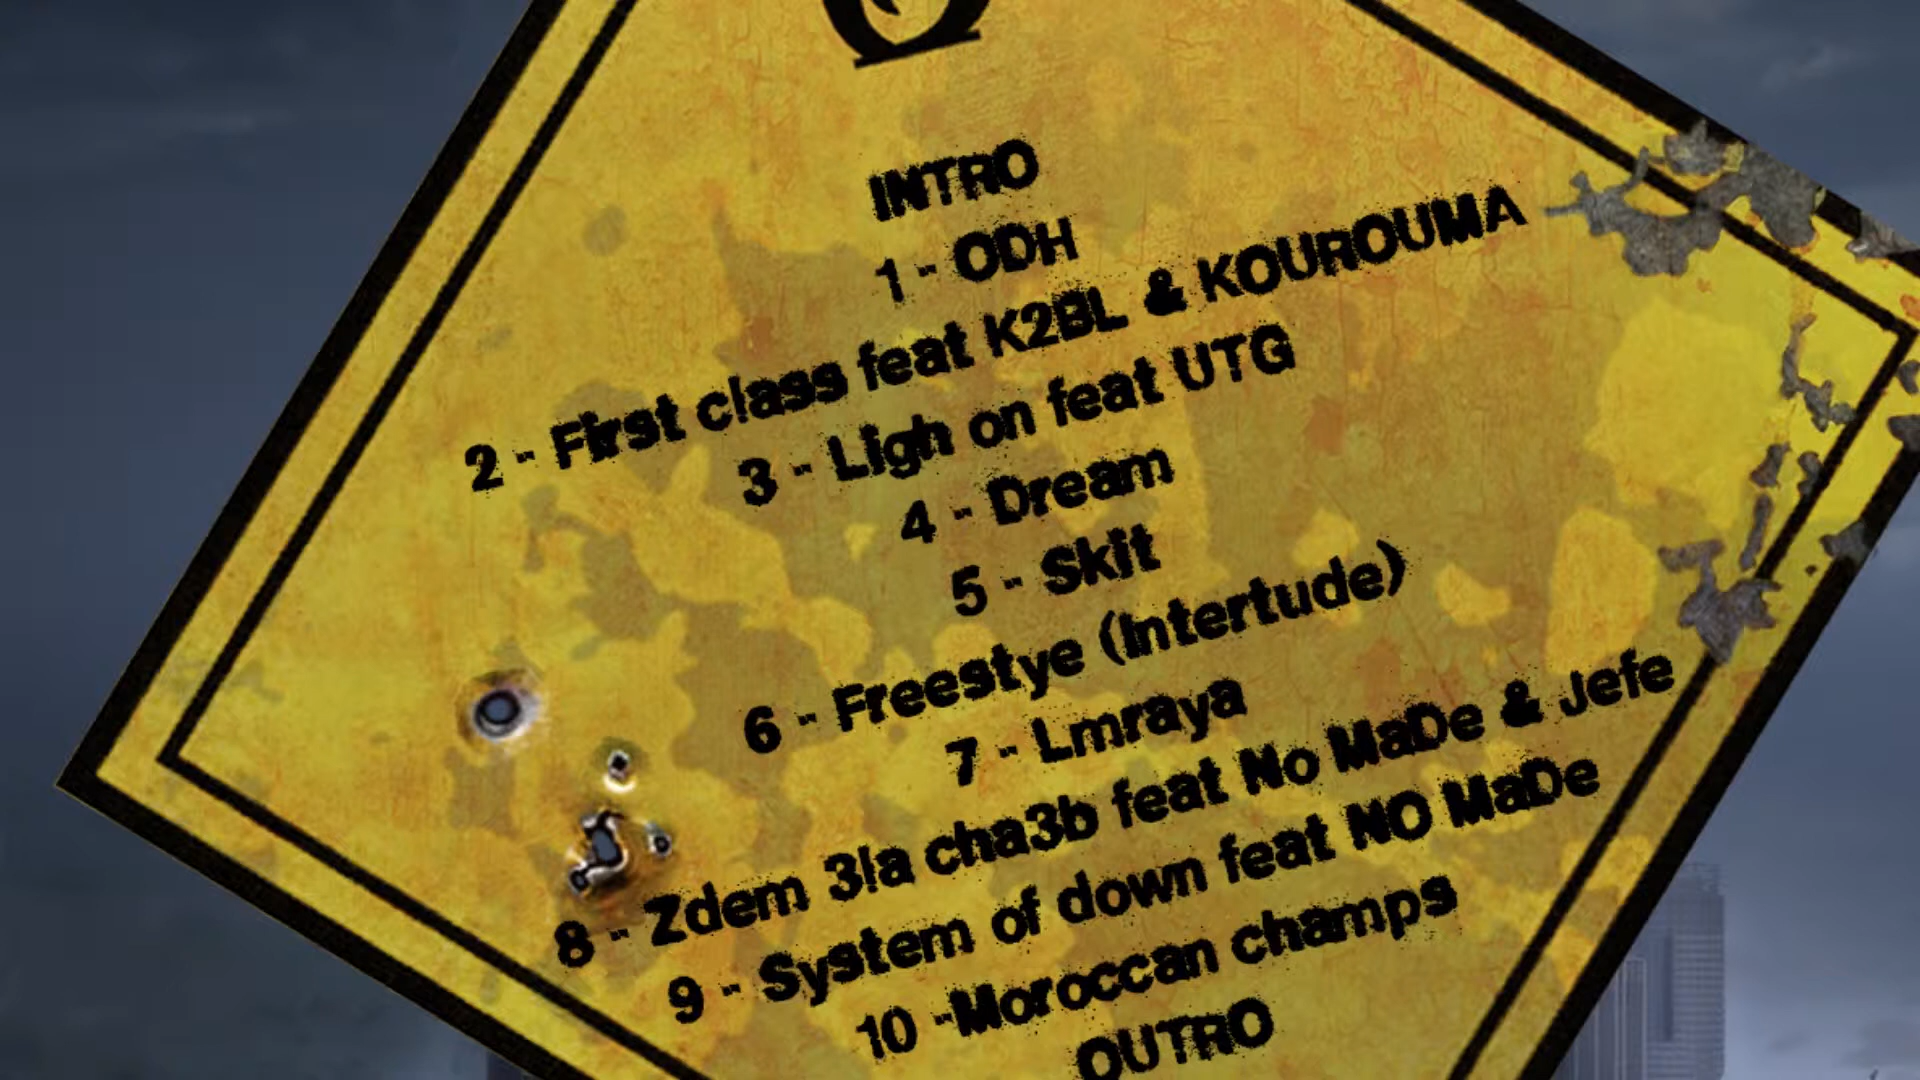 INTRO
1 - ODH
2 - First class feat K2BL & KOUROUMA
3 - Ligh on feat UTG
4 - Dream
5 - Skit
6 - Freestye (Intertude)
7 - Lmraya
8 - Zdem 3la cha3b feat No MaDe & Jefe
9 - System of down feat NO MaDe
10 -Moroccan champs
OUTRO